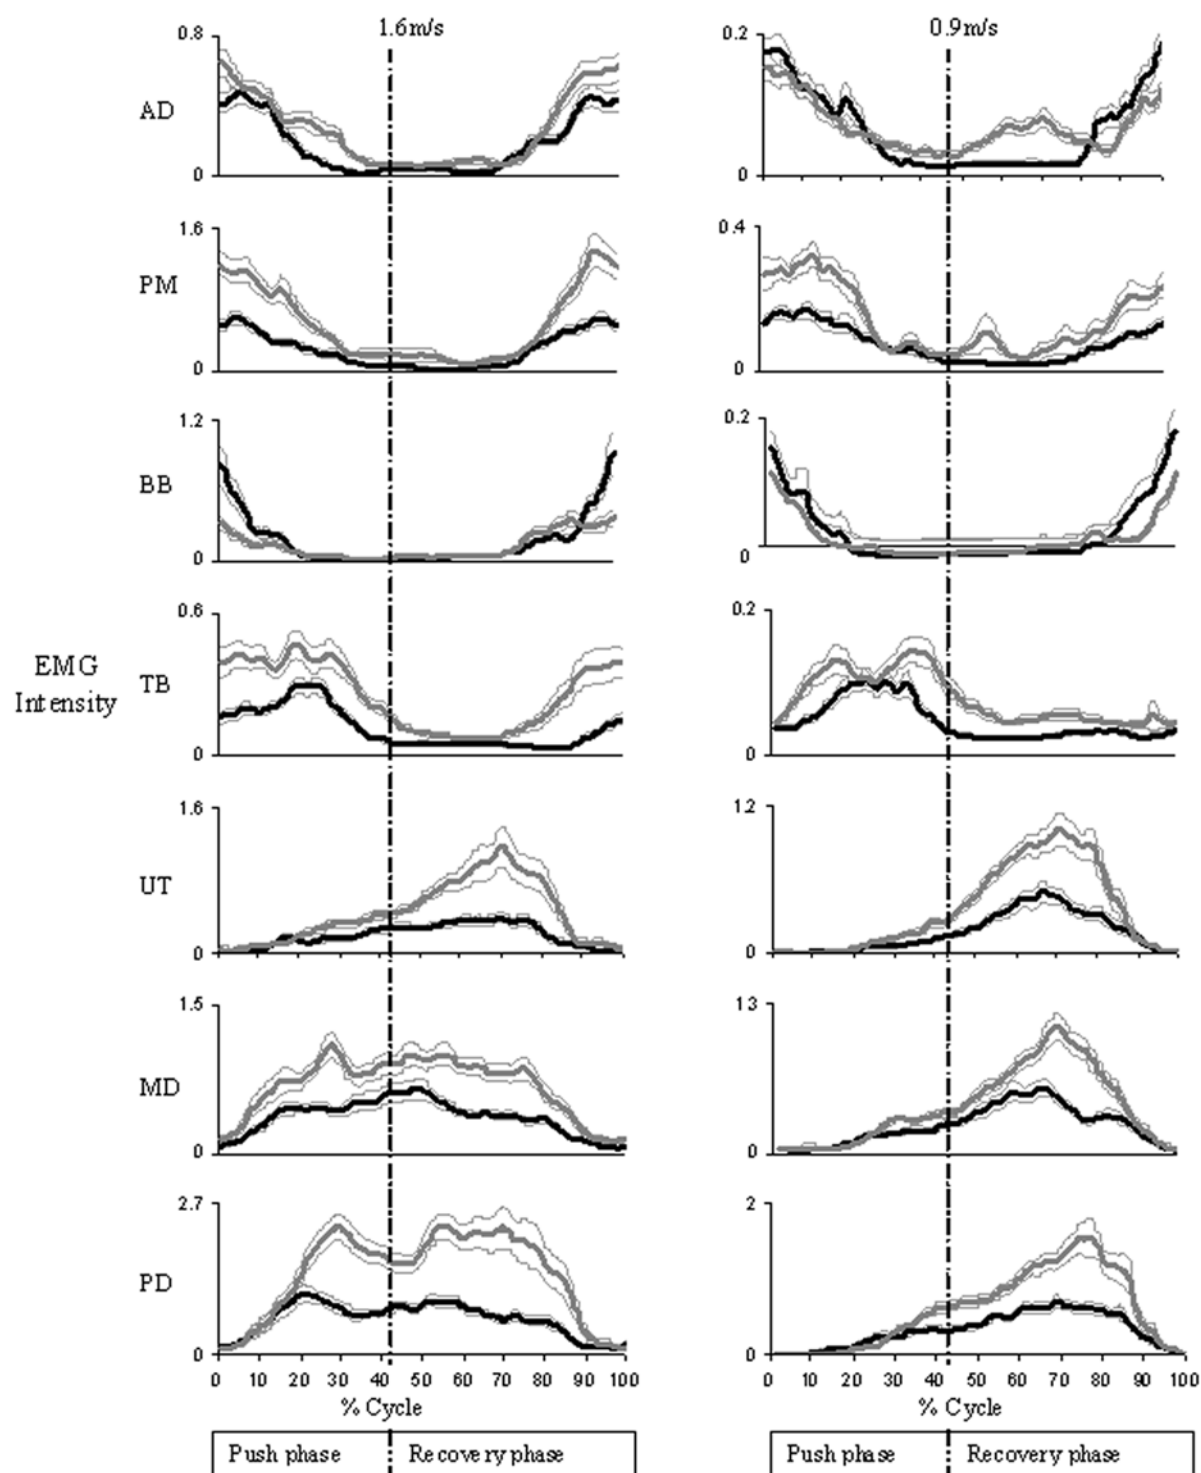 1.6m/s 0.9m/s
0.8 0.2
AD
0 0
1.6 0.4
PM
0 0
1.2 0.2
BB
0 0
0.6 0.2
EMG
Intensity
TB
0 0
1.6 12
UT
0 0
1.5 13
MD
0 0
2.7 2
PD
0 0
0 10 20 30 40 50 60 70 80 90 100 0 10 20 30 40 50 60 70 80 90 100
% Cycle % Cycle
Push phase Recovery phase Push phase Recovery phase